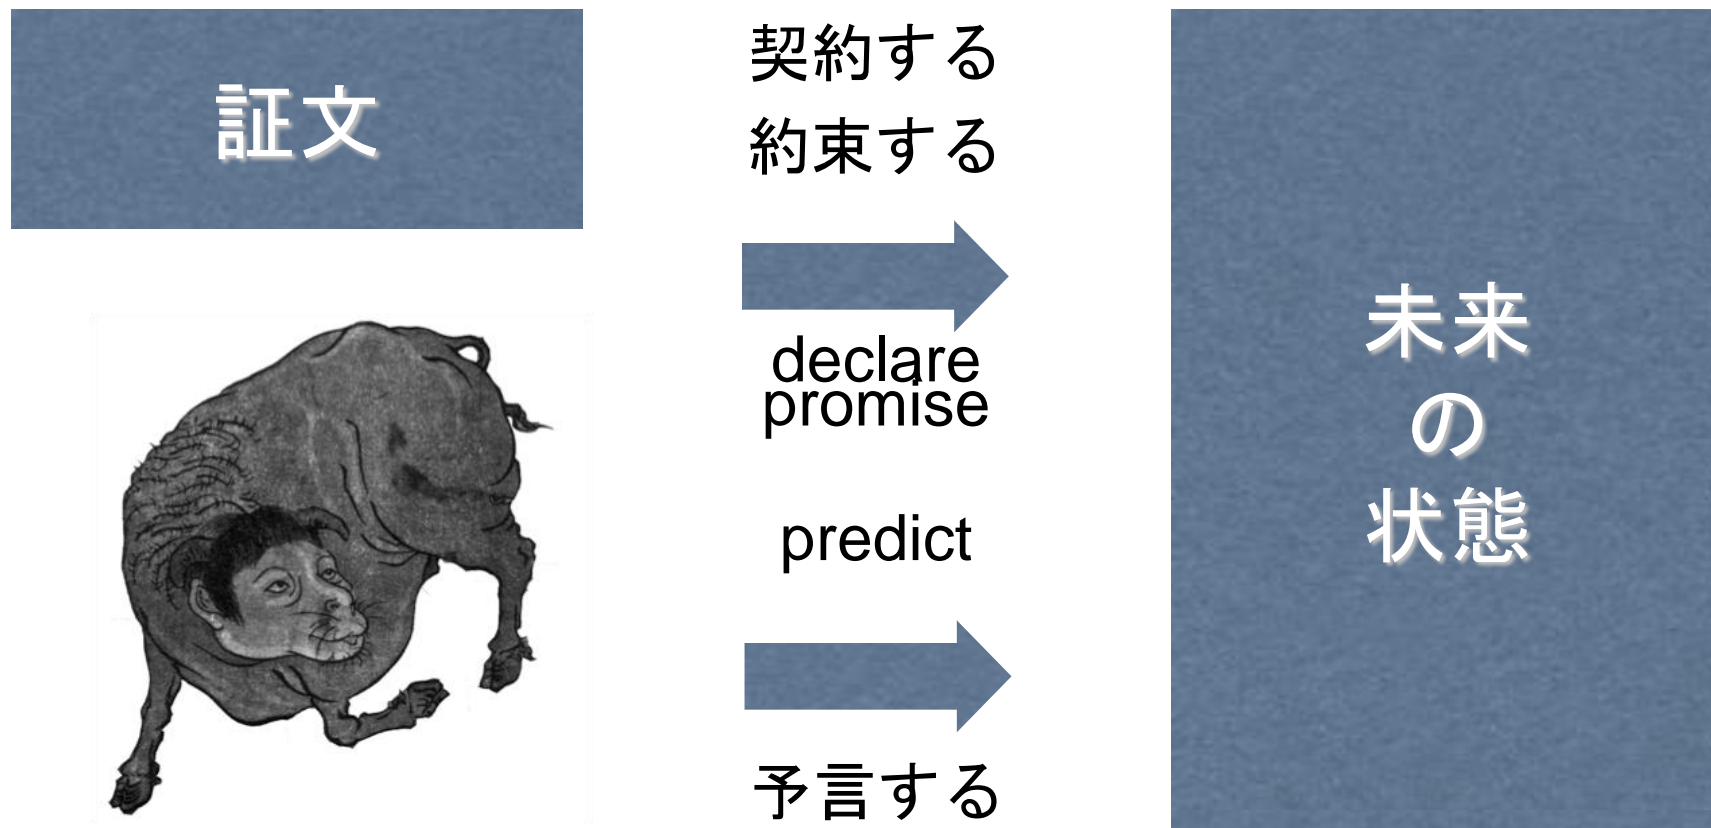 証文
契約する
約束する
declare
promise
predict
予言する
未来
の
状態